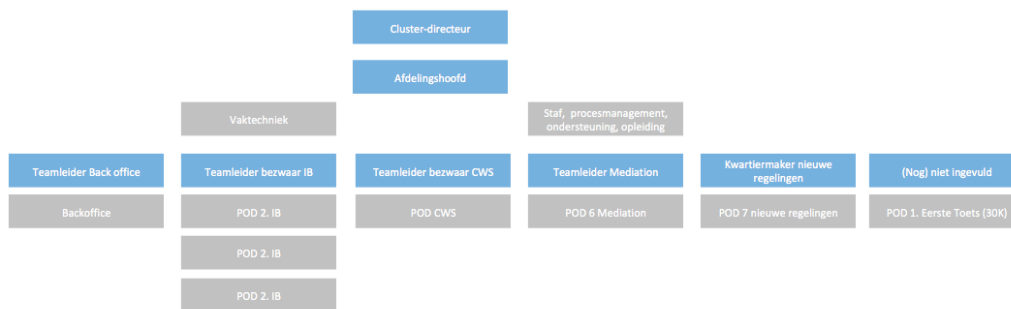 Cluster-directeur
Afdelingshoofd
Vaktechniek
Staf, procesmanagement,
ondersteuning, opleiding
Teamleider Back office
Teamleider bezwaar IB
Teamleider bezwaar CWS
Teamleider Mediation
Kwartiermaker nieuwe
regelingen
(Nog) niet ingevuld
Backoffice
POD 2. IB
POD CWS
POD 6 Mediation
POD 7 nieuwe regelingen
POD 1. Eerste Toets (30K)
POD 2. IB
POD 2. IB